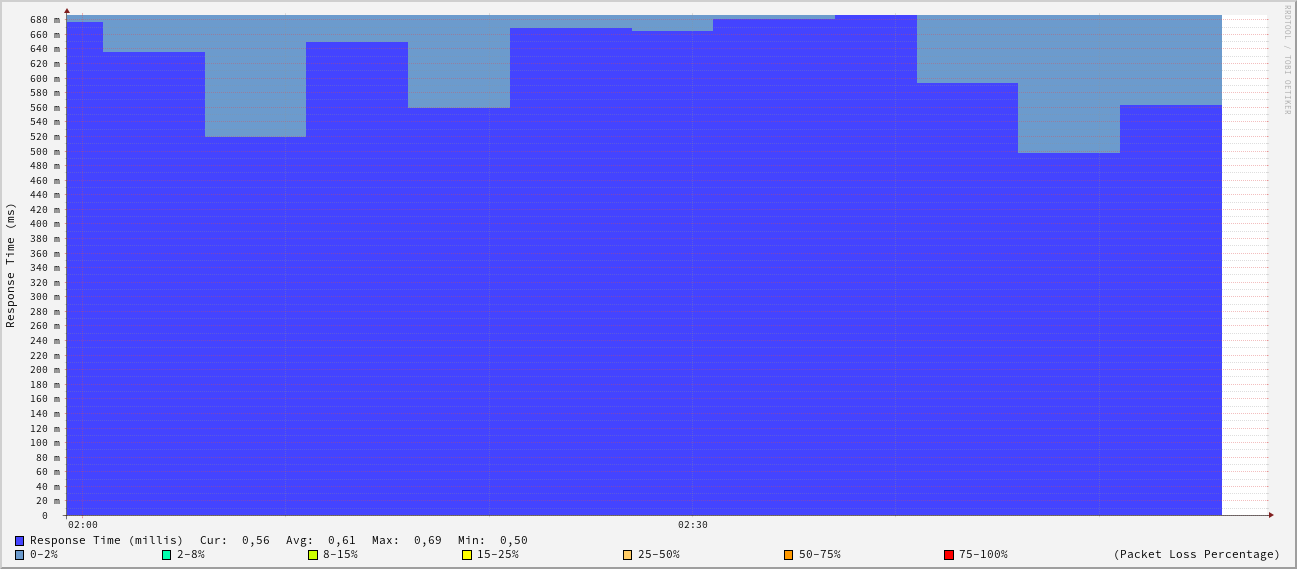 RRDTOOL / TOBI OETIKER
Response Time (ms)
680 m
660 m
640 m
620 m
600 m
580 m
560 m
540 m
520 m
500 m
480 m
460 m
440 m
420 m
400 m
380 m
360 m
340 m
320 m
300 m
280 m
260 m
240 m
220 m
200 m
180 m
160 m
140 m
120 m
100 m
80 m
60 m
40 m
20 m
0
02:00 02:30
Response Time (millis) Cur: 0,56 Avg: 0,61 Max: 0,69 Min: 0,50
0-2% 2-8% 8-15% 15-25% 25-50% 50-75% 75-100% (Packet Loss Percentage)